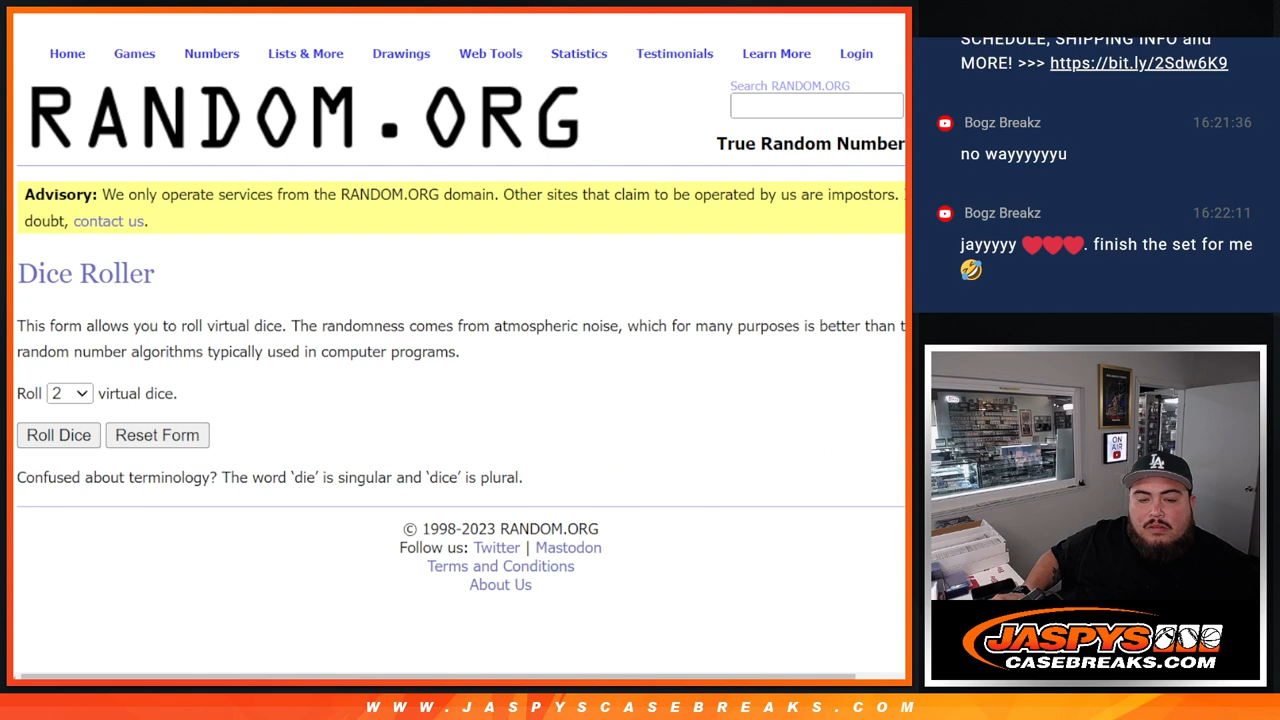 Home Games Numbers Lists & More Drawings Web Tools Statistics Testimonials Learn More Login
RANDOM.ORG
Search RANDOM.ORG
True Random Number
Advisory: We only operate services from the RANDOM.ORG domain. Other sites that claim to be operated by us are impostors.
doubt, contact us.
Dice Roller
This form allows you to roll virtual dice. The randomness comes from atmospheric noise, which for many purposes is better than
random number algorithms typically used in computer programs.
Roll 2 virtual dice.
Roll Dice Reset Form
Confused about terminology? The word ‘die’ is singular and ‘dice’ is plural.
© 1998-2023 RANDOM.ORG
Follow us: Twitter | Mastodon
Terms and Conditions
About Us
SCHEDULE, SHIPPING INFO and
MORE! >>> https://bit.ly/2Sdw6K9
Bogz Breakz 16:21:36
no wayyyyyyu
Bogz Breakz 16:22:11
jayyyyy ❤️❤️❤️. finish the set for me
🤣
ON
AIR
LA
JASPYS
CASEBREAKS.COM
WWW.JASPYSCASEBREAKS.COM